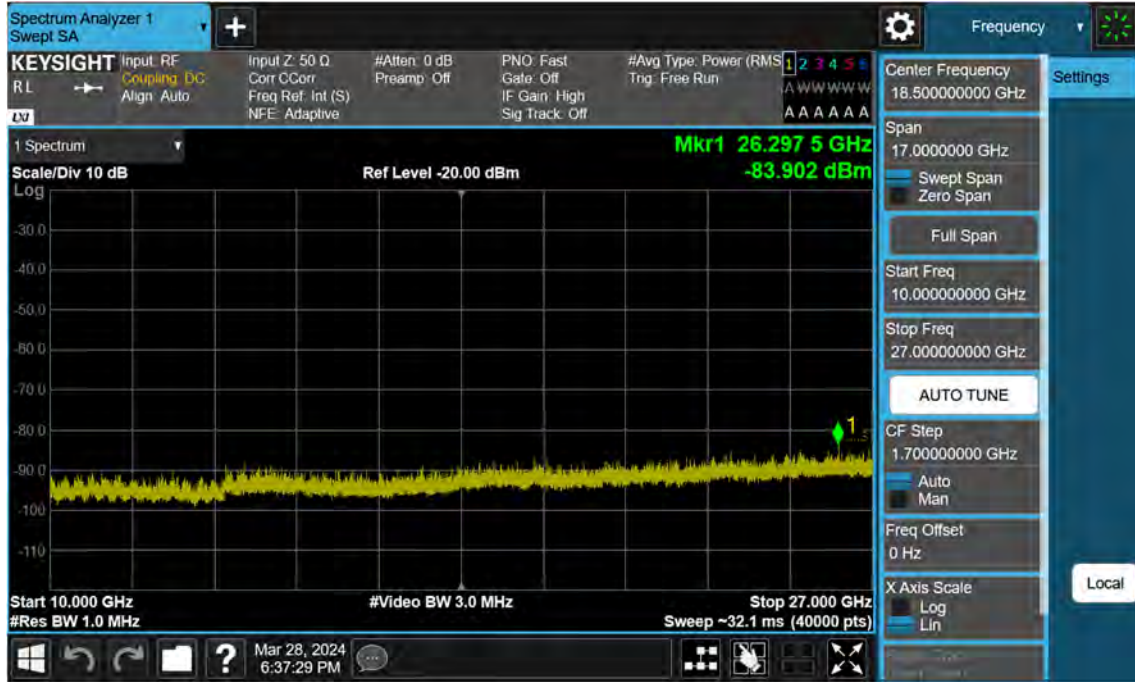 Spectrum Analyzer 1
Swept SA
+
Frequency
KEYSIGHT
RL
LXI
Input: RF
Coupling: DC
Align: Auto
Input Z: 50 Ω
Corr CCorr
Freq Ref: Int (S)
NFE: Adaptive
#Atten: 0 dB
Preamp: Off
PNO: Fast
Gate: Off
IF Gain: High
Sig Track: Off
#Avg Type: Power (RMS
Trig: Free Run
1 2 3 4 5 6
A W W W W W
A A A A A A
1 Spectrum
Mkr1 26.297 5 GHz
-83.902 dBm
Scale/Div 10 dB
Ref Level -20.00 dBm
Log
-30.0
-40.0
-50.0
-60.0
-70.0
-80.0
-90.0
-100
-110
1
Start 10.000 GHz
#Video BW 3.0 MHz
Stop 27.000 GHz
#Res BW 1.0 MHz
Sweep ~32.1 ms (40000 pts)
Mar 28, 2024
6:37:29 PM
?
Center Frequency
18.500000000 GHz
Span
17.0000000 GHz
Swept Span
Zero Span
Full Span
Start Freq
10.000000000 GHz
Stop Freq
27.000000000 GHz
AUTO TUNE
CF Step
1.700000000 GHz
Auto
Man
Freq Offset
0 Hz
X Axis Scale
Log
Lin
Settings
Local